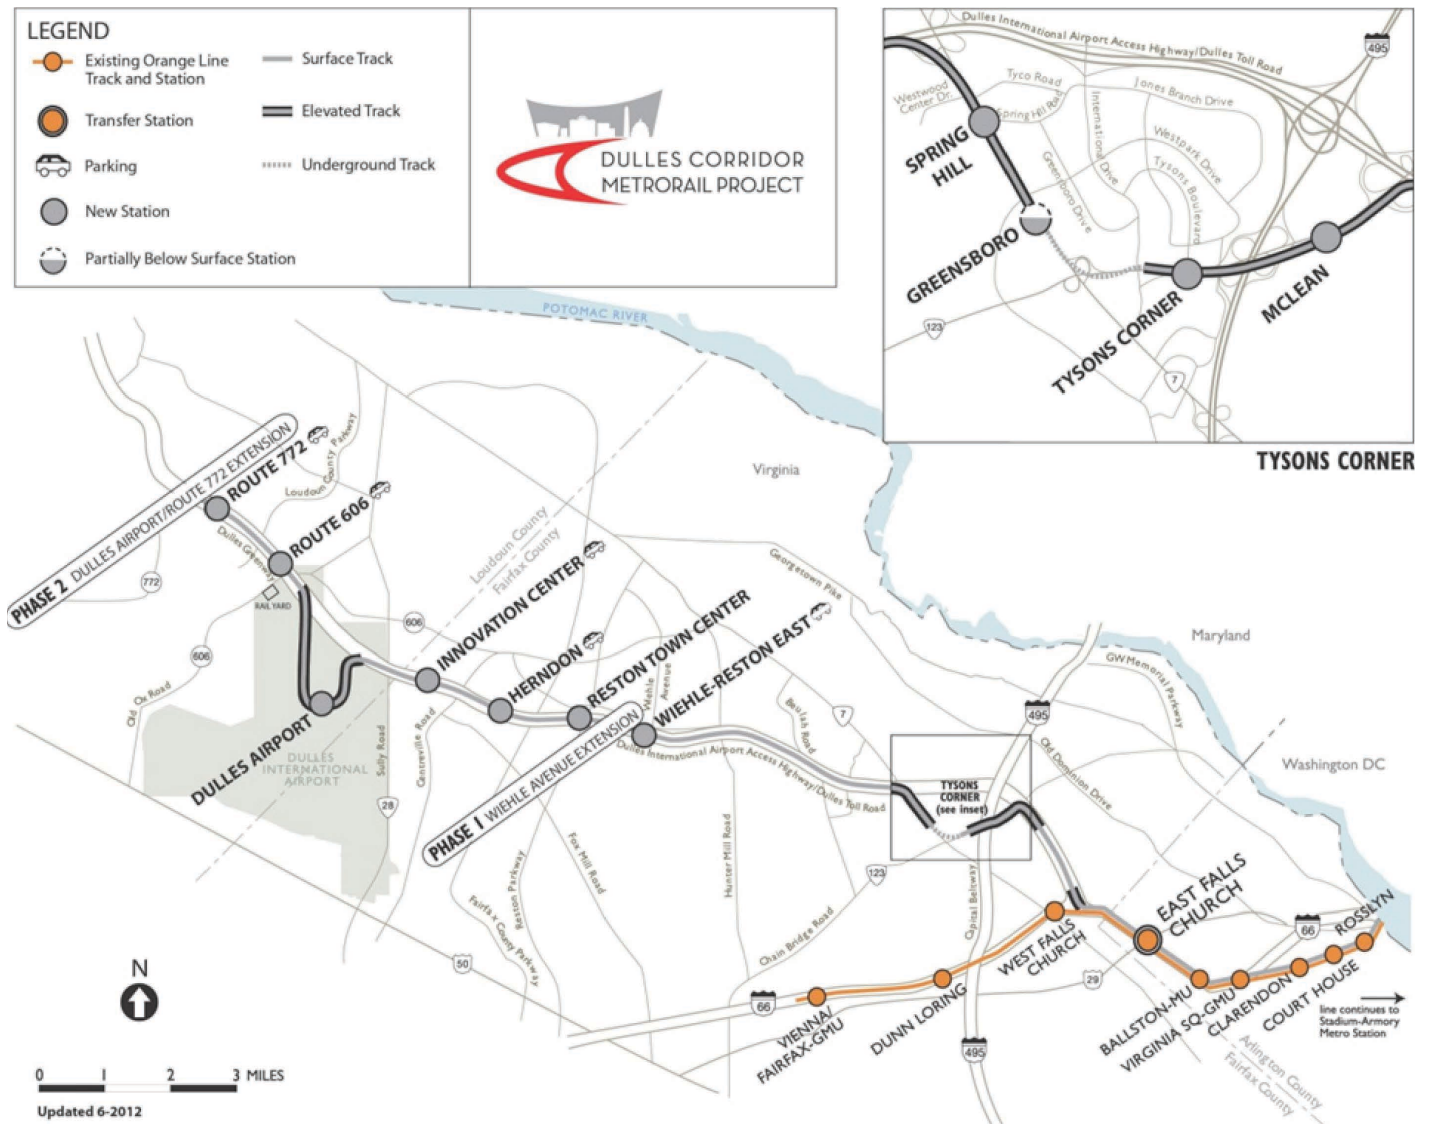 LEGEND
Existing Orange Line
Track and Station
Transfer Station
Parking
New Station
Partially Below Surface Station
Surface Track
Elevated Track
Underground Track
DULLES CORRIDOR
METRORAIL PROJECT
Dulles International Airport Access Highway/Dulles Toll Road
495
Westwood
Center Dr.
Tyco Road
Spring Hill Road
International Drive
Jones Branch Drive
Westpark Drive
Tysons Boulevard
Greensboro Drive
SPRING
HILL
GREENSBORO
TYSONS CORNER
MCLEAN
123
7
TYSONS CORNER
POTOMAC RIVER
Virginia
Maryland
Washington DC
PHASE 2 DULLES AIRPORT/ROUTE 772 EXTENSION
ROUTE 772
Loudoun County Parkway
ROUTE 606
Dulles Greenway
772
RAIL YARD
606
606
Old Ox Road
Loudoun County
Fairfax County
INNOVATION CENTER
HERNDON
RESTON TOWN CENTER
WIEHLE-RESTON EAST
Wiehle
Avenue
DULLES AIRPORT
DULLES
INTERNATIONAL
AIRPORT
Sully Road
Centreville Road
28
PHASE 1 WIEHLE AVENUE EXTENSION
Dulles International Airport Access Highway/Dulles Toll Road
Georgetown Pike
Beulah Road
7
495
GW Memorial Parkway
Old Dominion Drive
TYSONS
CORNER
(see inset)
123
Fox Mill Road
Reston Parkway
Fairfax County Parkway
Hunter Mill Road
Chain Bridge Road
Capital Beltway
50
66
29
66
495
VIENNA/
FAIRFAX-GMU
DUNN LORING
WEST FALLS
CHURCH
EAST FALLS
CHURCH
BALLSTON-MU
VIRGINIA SQ-GMU
CLARENDON
COURT HOUSE
ROSSLYN
line continues to
Stadium-Armory
Metro Station
Arlington County
Fairfax County
N
0 1 2 3 MILES
Updated 6-2012